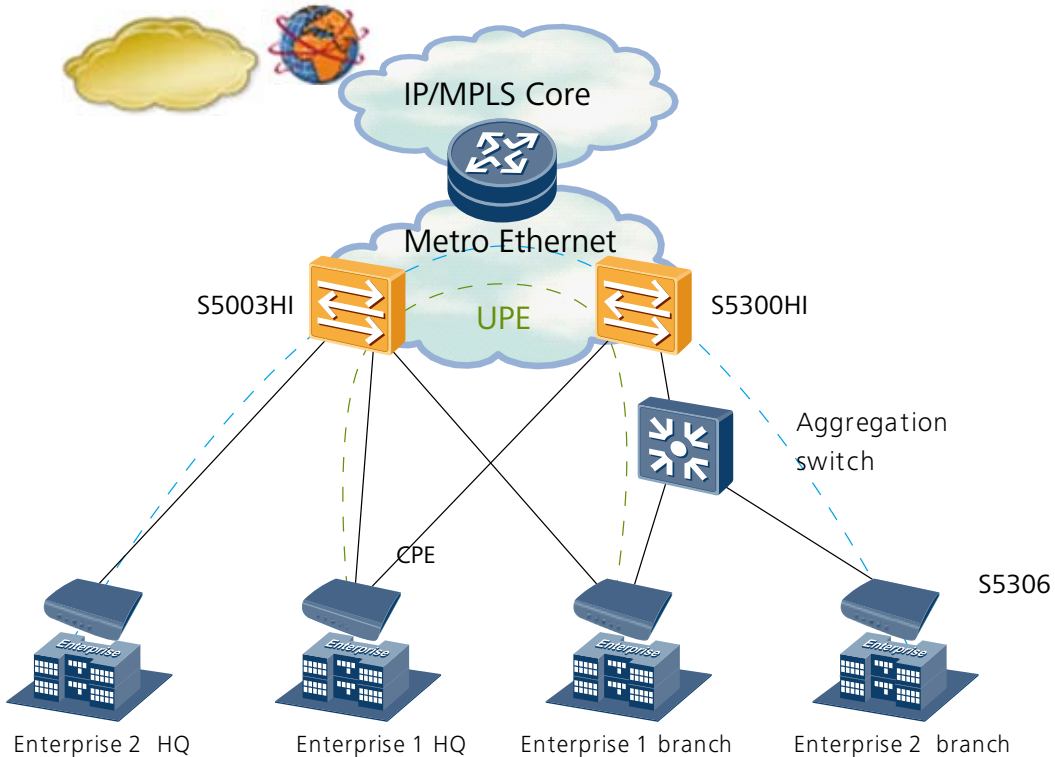 IP/MPLS Core
Metro Ethernet
S5003HI
UPE
S5300HI
Aggregation
switch
CPE
S5306
Enterprise
Enterprise
Enterprise
Enterprise
Enterprise 2 HQ
Enterprise 1 HQ
Enterprise 1 branch
Enterprise 2 branch